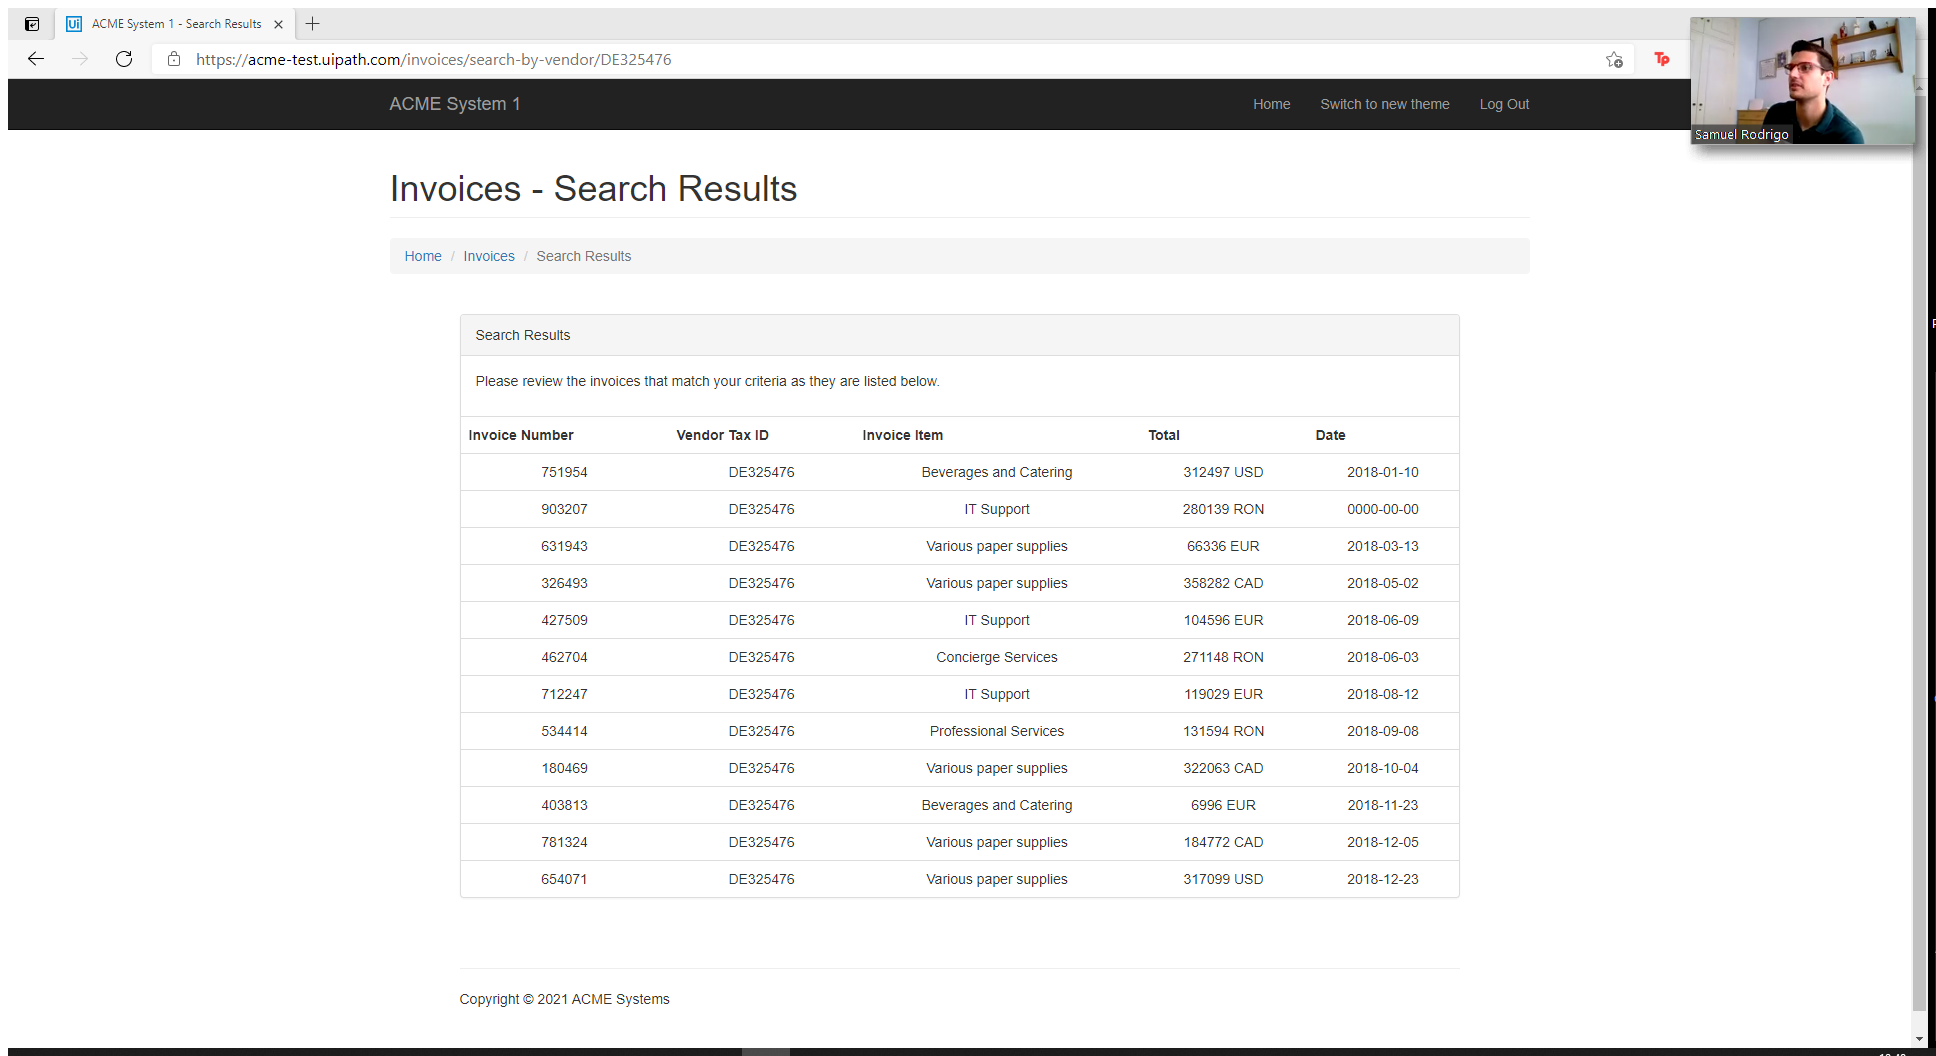 ACME System 1 - Search Results
https://acme-test.uipath.com/invoices/search-by-vendor/DE325476
ACME System 1 Home Switch to new theme Log Out
Samuel Rodrigo
Invoices - Search Results
Home / Invoices / Search Results
Search Results
Please review the invoices that match your criteria as they are listed below.
Invoice Number Vendor Tax ID Invoice Item Total Date
751954 DE325476 Beverages and Catering 312497 USD 2018-01-10
903207 DE325476 IT Support 280139 RON 0000-00-00
631943 DE325476 Various paper supplies 66336 EUR 2018-03-13
326493 DE325476 Various paper supplies 358282 CAD 2018-05-02
427509 DE325476 IT Support 104596 EUR 2018-06-09
462704 DE325476 Concierge Services 271148 RON 2018-06-03
712247 DE325476 IT Support 119029 EUR 2018-08-12
534414 DE325476 Professional Services 131594 RON 2018-09-08
180469 DE325476 Various paper supplies 322063 CAD 2018-10-04
403813 DE325476 Beverages and Catering 6996 EUR 2018-11-23
781324 DE325476 Various paper supplies 184772 CAD 2018-12-05
654071 DE325476 Various paper supplies 317099 USD 2018-12-23
Copyright © 2021 ACME Systems